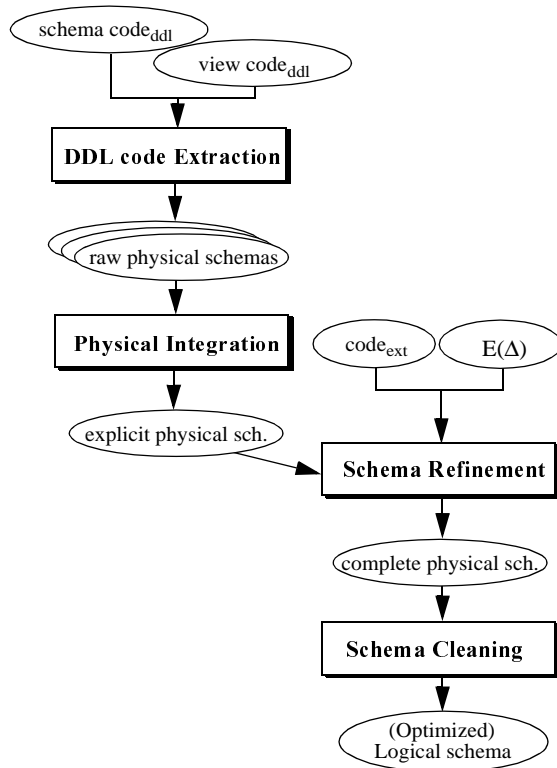 schema code_ddl
view code_ddl
DDL code Extraction
raw physical schemas
Physical Integration
code_ext
E(Δ)
explicit physical sch.
Schema Refinement
complete physical sch.
Schema Cleaning
(Optimized)
Logical schema